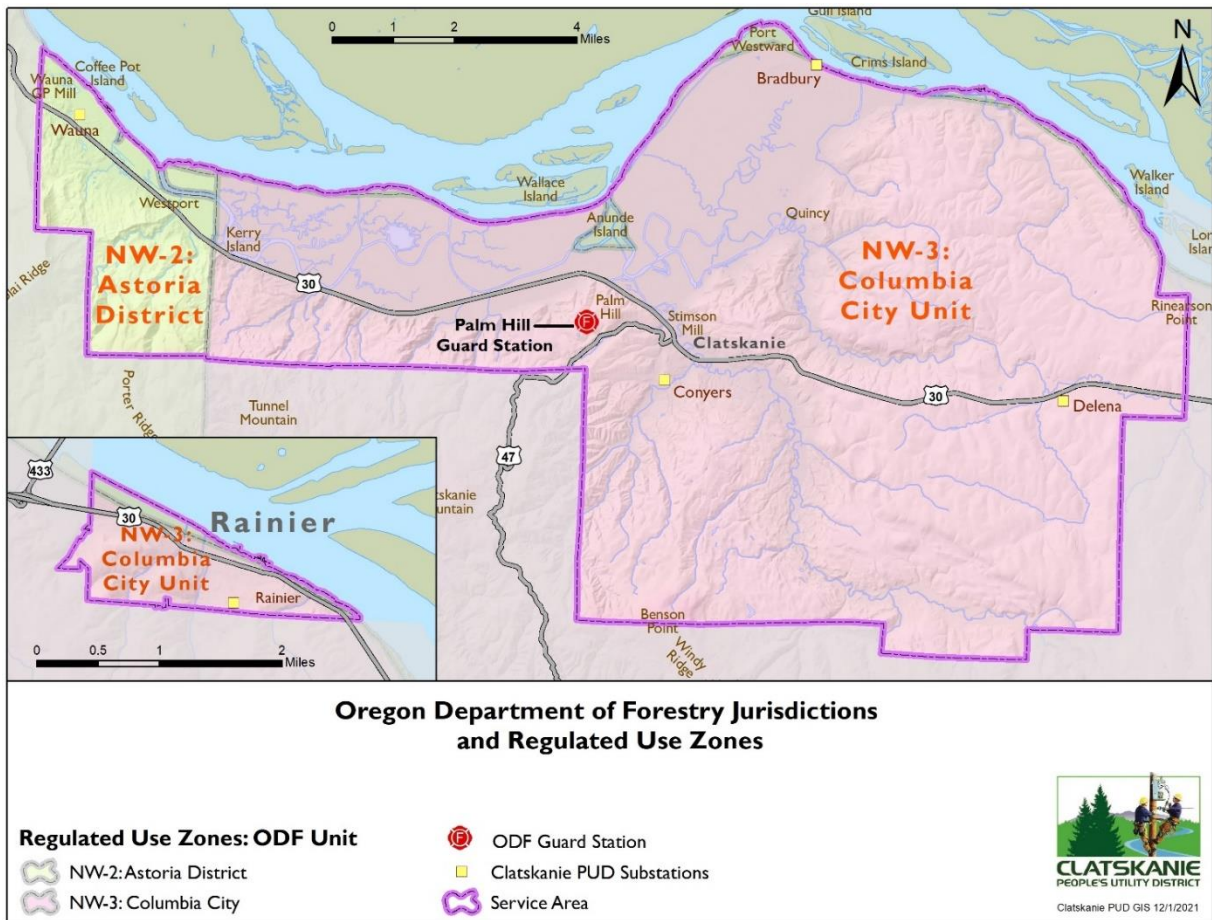 Gull Island
0 1 2 4
Miles
N
Port
Westward
Crims Island
Bradbury
Coffee Pot
Island
Wauna
GP Mill
Wauna
Wallace
Island
Walker
Island
Westport
Anunde
Island
Quincy
Kerry
Island
NW-2:
Astoria
District
NW-3:
Columbia
City Unit
30
Palm
Hill
Palm Hill
Guard Station
F
Stimson
Mill
Clatskanie
Rinearson
Point
Conyers
30
Delena
Porter Ridge
Tunnel
Mountain
47
Benson
Point
Windy
Ridge
433
30
Rainier
NW-3:
Columbia
City Unit
Rainier
0 0.5 1 2
Miles
Oregon Department of Forestry Jurisdictions
and Regulated Use Zones
Regulated Use Zones: ODF Unit
NW-2: Astoria District
NW-3: Columbia City
F ODF Guard Station
Clatskanie PUD Substations
Service Area
CLATSKANIE
PEOPLE'S UTILITY DISTRICT
Clatskanie PUD GIS 12/1/2021